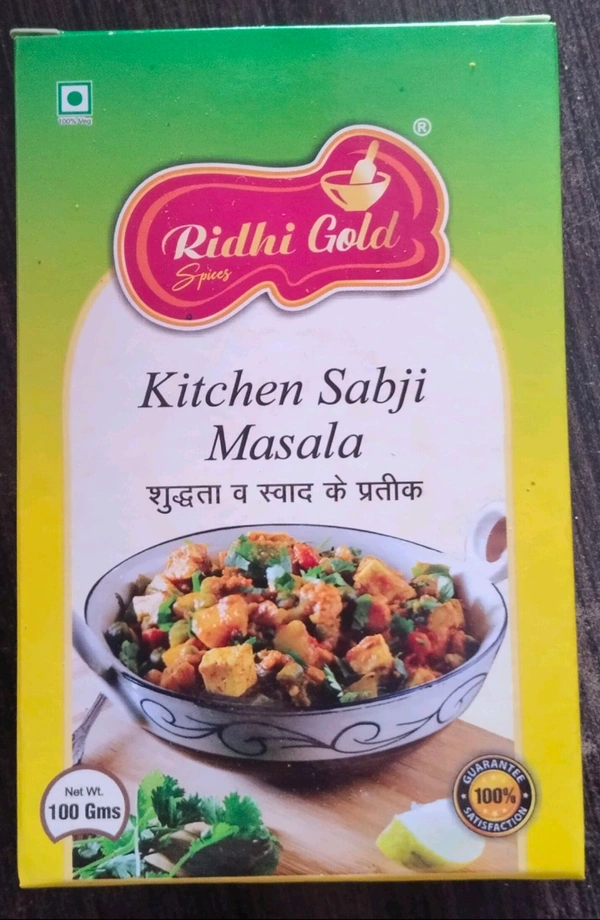 100% Veg
®
Ridhi Gold
Spices
Kitchen Sabji
Masala
शुद्धता व स्वाद के प्रतीक
Net Wt.
100 Gms
GUARANTEE
100%
SATISFACTION